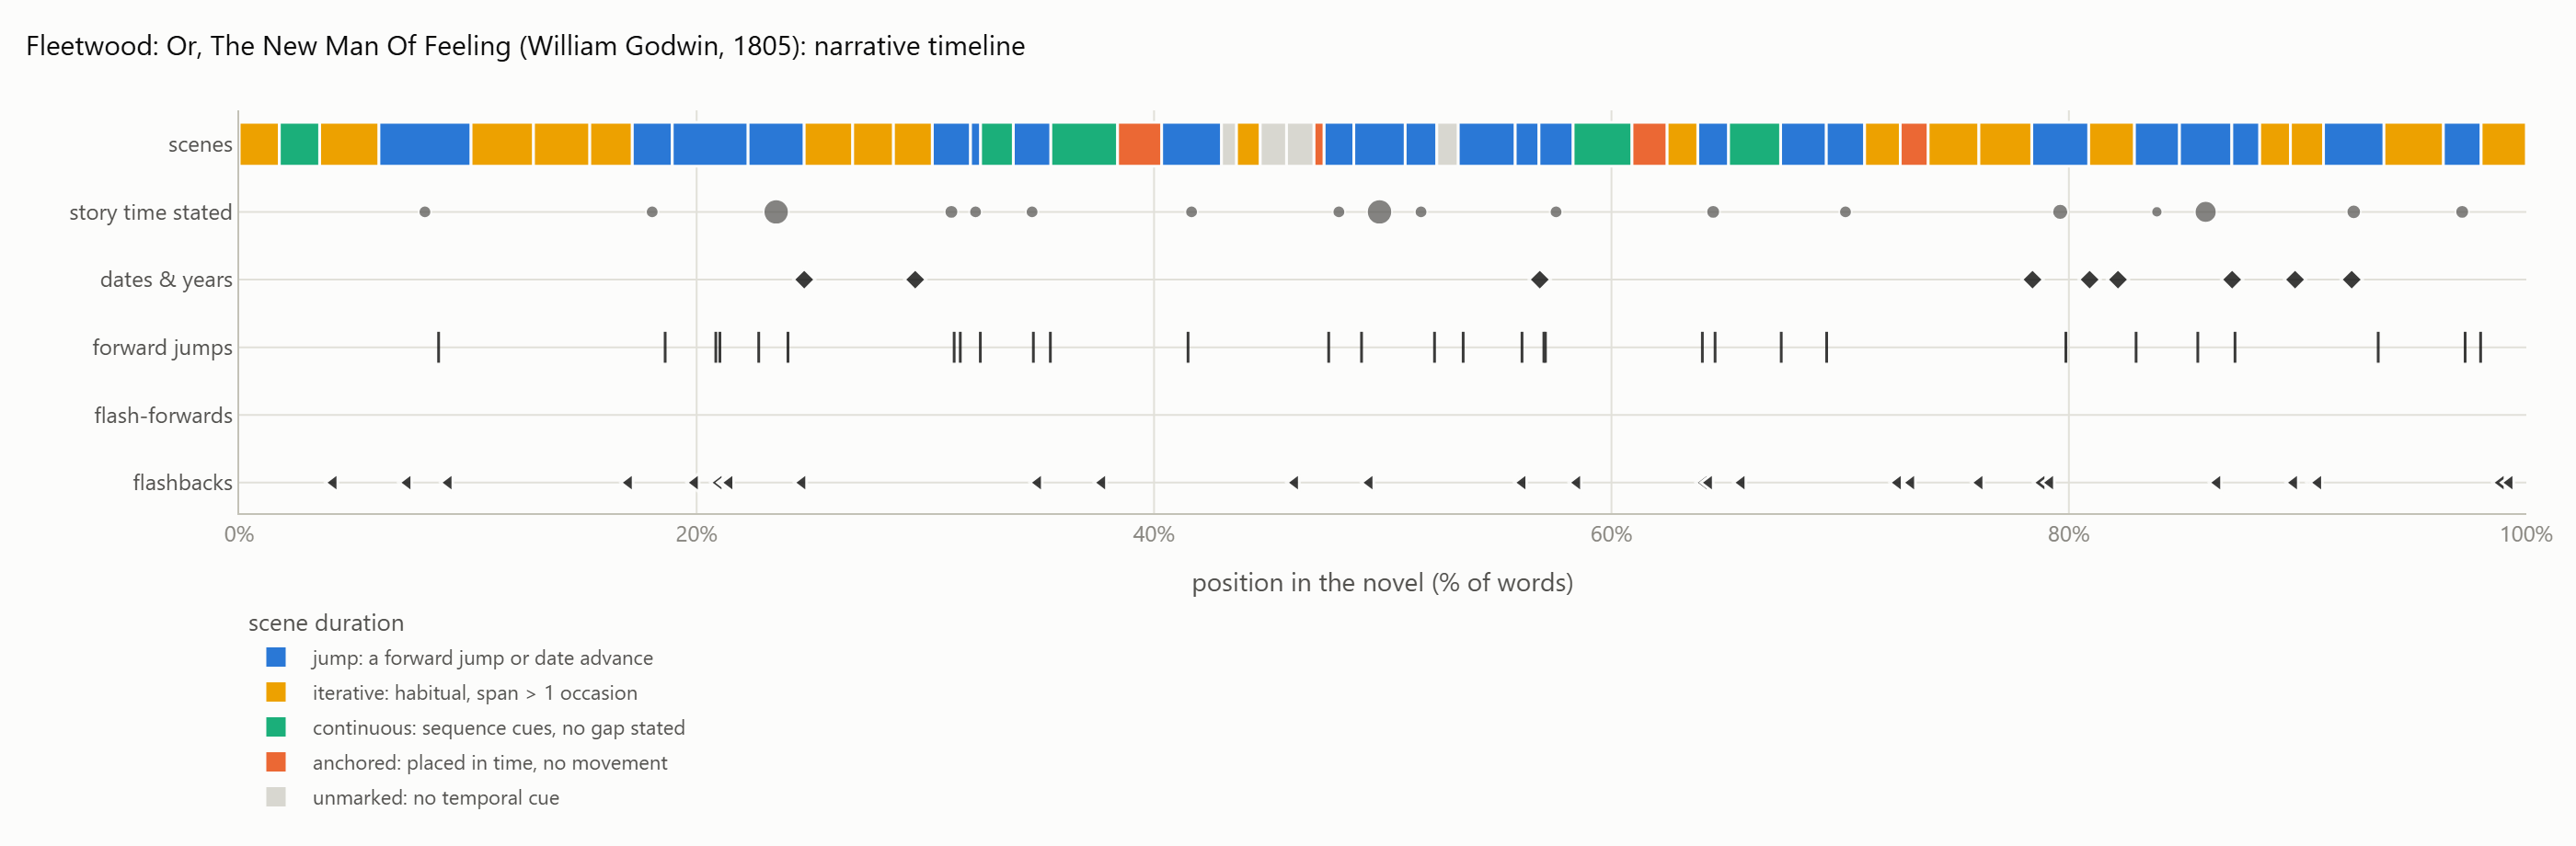 Fleetwood: Or, The New Man Of Feeling (William Godwin, 1805): narrative timeline
scenes
story time stated
dates & years
forward jumps
flash-forwards
flashbacks
0% 20% 40% 60% 80% 100%
position in the novel (% of words)
scene duration
jump: a forward jump or date advance
iterative: habitual, span > 1 occasion
continuous: sequence cues, no gap stated
anchored: placed in time, no movement
unmarked: no temporal cue